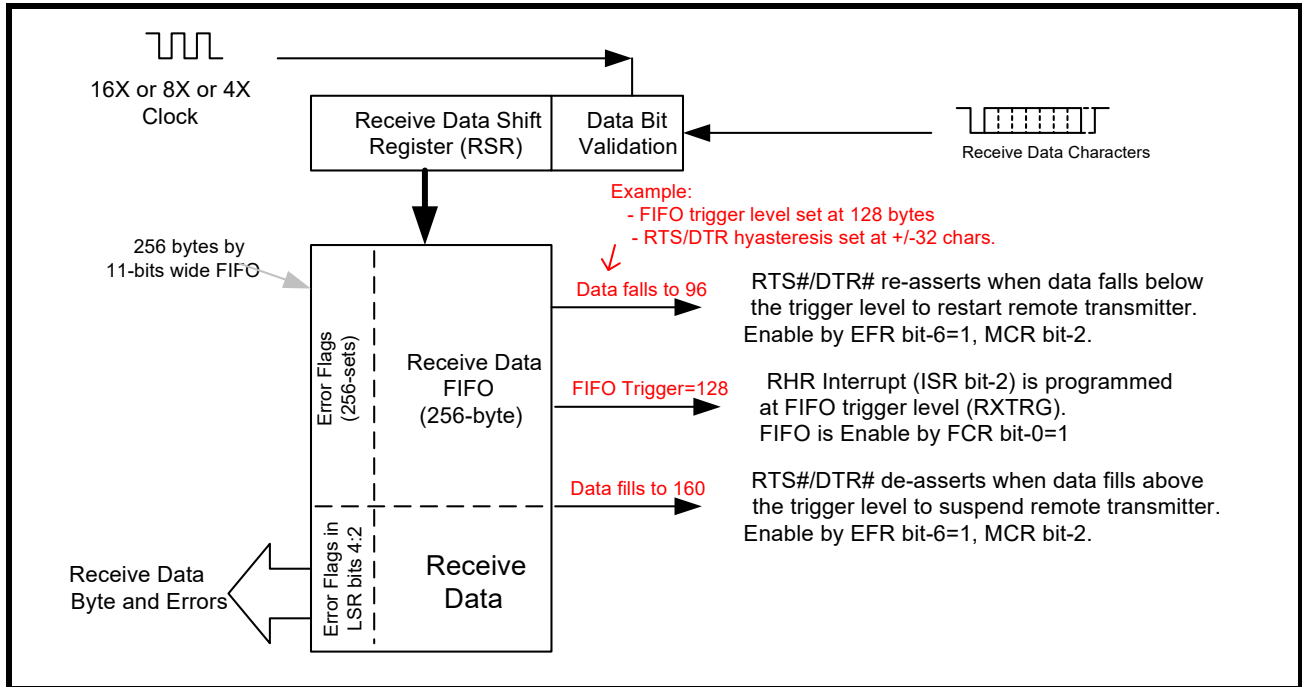 16X or 8X or 4X
Clock
Receive Data Shift
Register (RSR)
Data Bit
Validation
Receive Data Characters
Example:
- FIFO trigger level set at 128 bytes
- RTS/DTR hyasteresis set at +/-32 chars.
256 bytes by
11-bits wide FIFO
Error Flags
(256-sets)
Receive Data
FIFO
(256-byte)
Data falls to 96
RTS#/DTR# re-asserts when data falls below
the trigger level to restart remote transmitter.
Enable by EFR bit-6=1, MCR bit-2.
FIFO Trigger=128
RHR Interrupt (ISR bit-2) is programmed
at FIFO trigger level (RXTRG).
FIFO is Enable by FCR bit-0=1
Data fills to 160
RTS#/DTR# de-asserts when data fills above
the trigger level to suspend remote transmitter.
Enable by EFR bit-6=1, MCR bit-2.
Error Flags in
LSR bits 4:2
Receive
Data
Receive Data
Byte and Errors